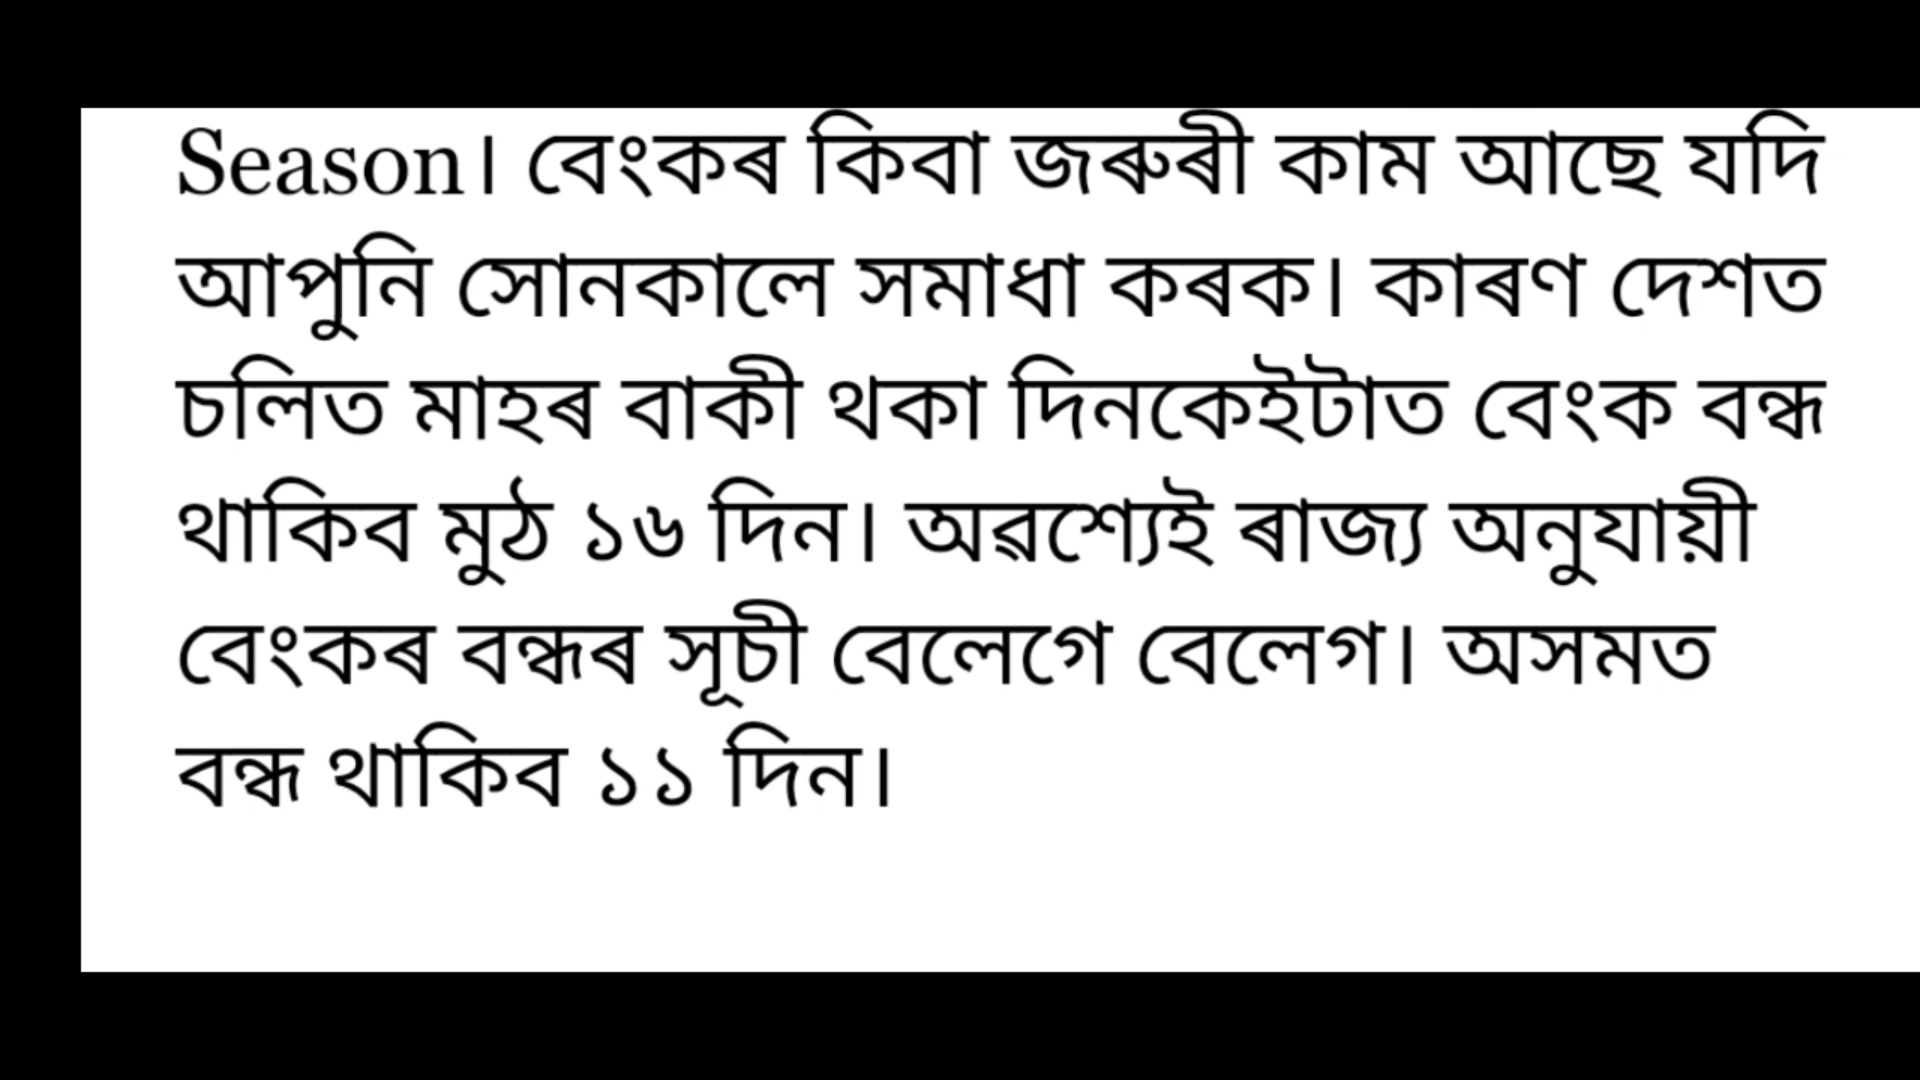 Season। বেংকৰ কিবা জৰুৰী কাম আছে যদি
আপুনি সোনকালে সমাধা কৰক। কাৰণ দেশত
চলিত মাহৰ বাকী থকা দিনকেইটাত বেংক বন্ধ
থাকিব মুঠ ১৬ দিন। অৱশ্যেই ৰাজ্য অনুযায়ী
বেংকৰ বন্ধৰ সূচী বেলেগে বেলেগ। অসমত
বন্ধ থাকিব ১১ দিন।